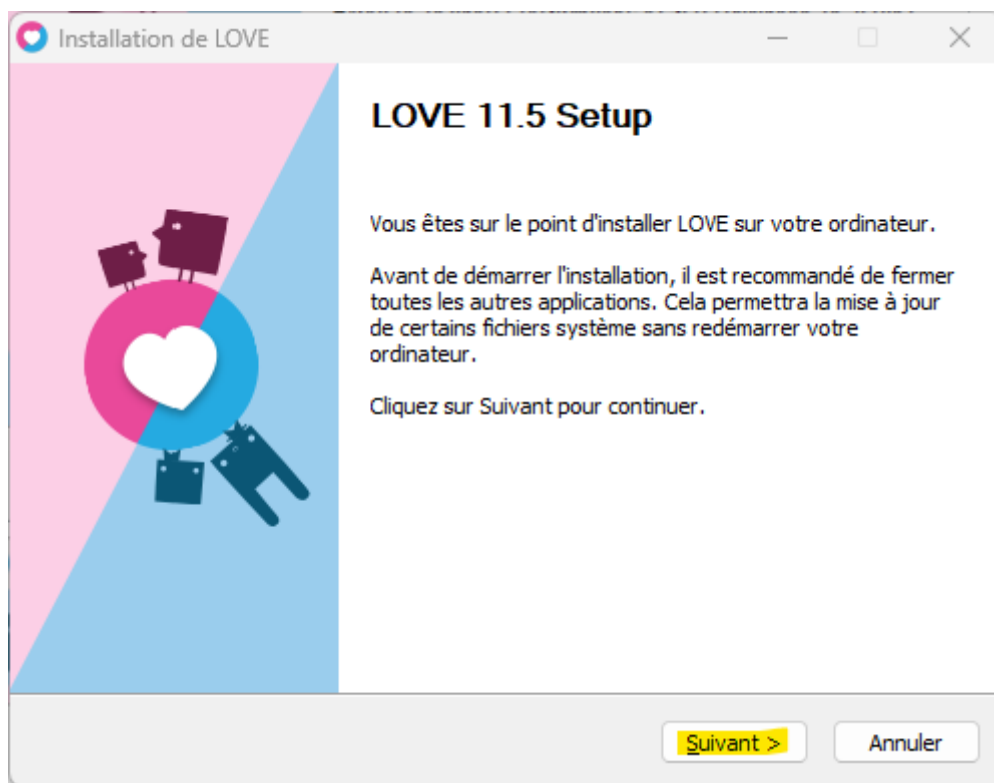 Installation de LOVE
LOVE 11.5 Setup
Vous êtes sur le point d'installer LOVE sur votre ordinateur.
Avant de démarrer l'installation, il est recommandé de fermer
toutes les autres applications. Cela permettra la mise à jour
de certains fichiers système sans redémarrer votre
ordinateur.
Cliquez sur Suivant pour continuer.
Suivant >
Annuler